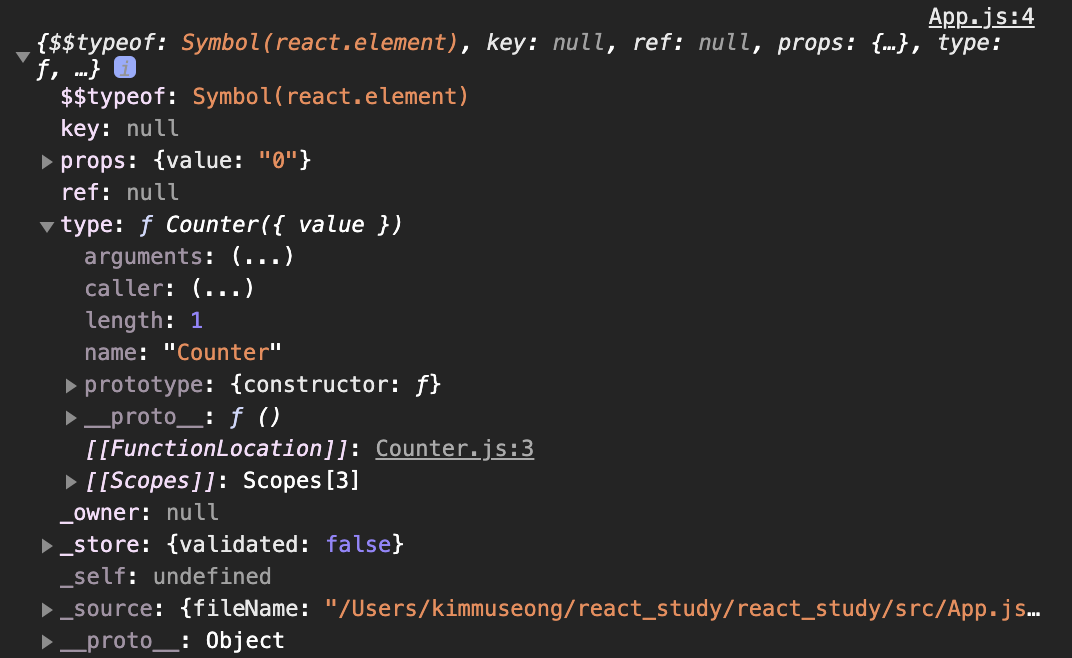 App.js:4
{$$typeof: Symbol(react.element), key: null, ref: null, props: {…}, type:
ƒ, …} i
$$typeof: Symbol(react.element)
key: null
props: {value: "0"}
ref: null
type: ƒ Counter({ value })
arguments: (...)
caller: (...)
length: 1
name: "Counter"
prototype: {constructor: ƒ}
__proto__: ƒ ()
[[FunctionLocation]]: Counter.js:3
[[Scopes]]: Scopes[3]
_owner: null
_store: {validated: false}
_self: undefined
_source: {fileName: "/Users/kimmuseong/react_study/react_study/src/App.js…
__proto__: Object